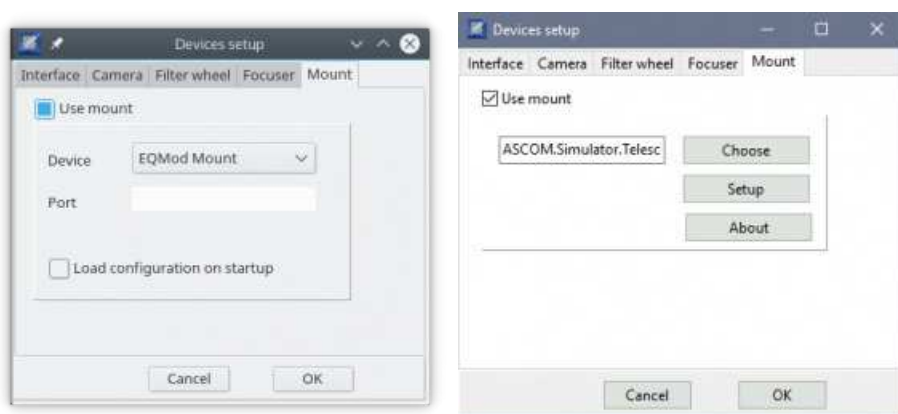 Devices setup
Interface Camera Filter wheel Focuser Mount
Use mount
Device EQMod Mount
Port
Load configuration on startup
Cancel OK
Devices setup
Interface Camera Filter wheel Focuser Mount
Use mount
ASCOM.Simulator.Telesc Choose
Setup
About
Cancel OK